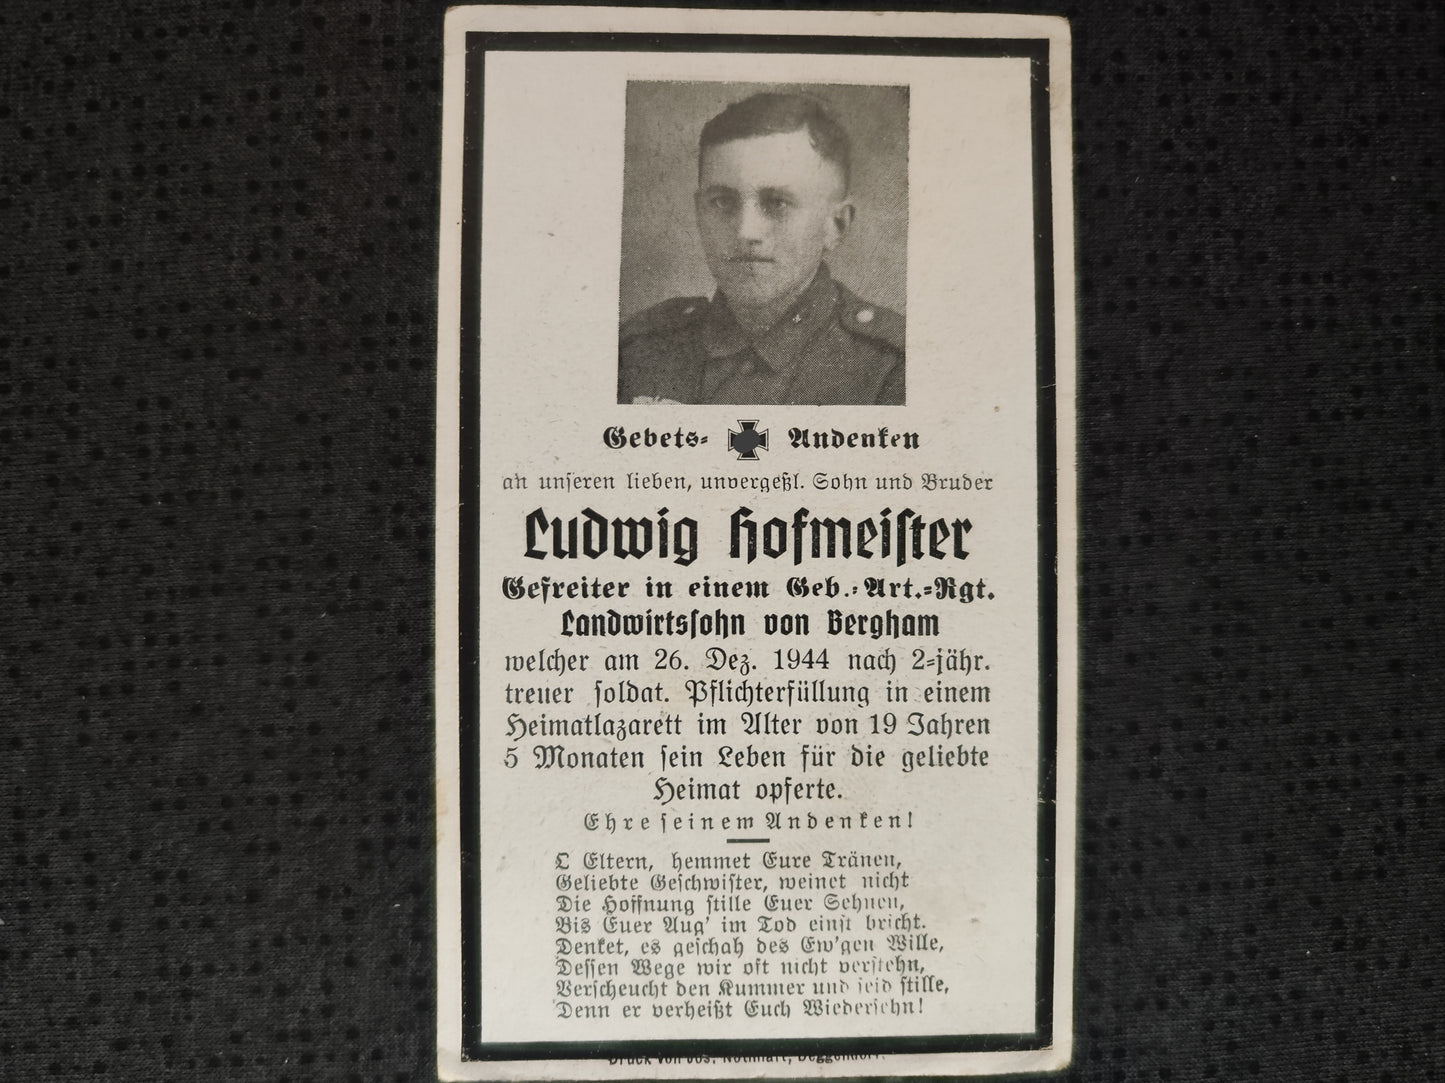 Gebets- Andenken
an unseren lieben, unvergeßl. Sohn und Bruder
Ludwig Hofmeister
Gefreiter in einem Geb.-Art.-Rgt.
Landwirtssohn von Bergham
welcher am 26. Dez. 1944 nach 2-jähr.
treuer soldat. Pflichterfüllung in einem
Heimatlazarett im Alter von 19 Jahren
5 Monaten sein Leben für die geliebte
Heimat opferte.
Ehre seinem Andenken!
O Eltern, hemmet Eure Tränen,
Geliebte Geschwister, weinet nicht
Die Hoffnung stille Euer Sehnen,
Bis Euer Aug' im Tod einst bricht.
Denket, es geschah des Ew'gen Wille,
Dessen Wege wir oft nicht verstehn,
Verscheucht den Kummer und seid stille,
Denn er verheißt Euch Wiedersehn!
Druck von Jos. Nothhaft, Deggendorf.